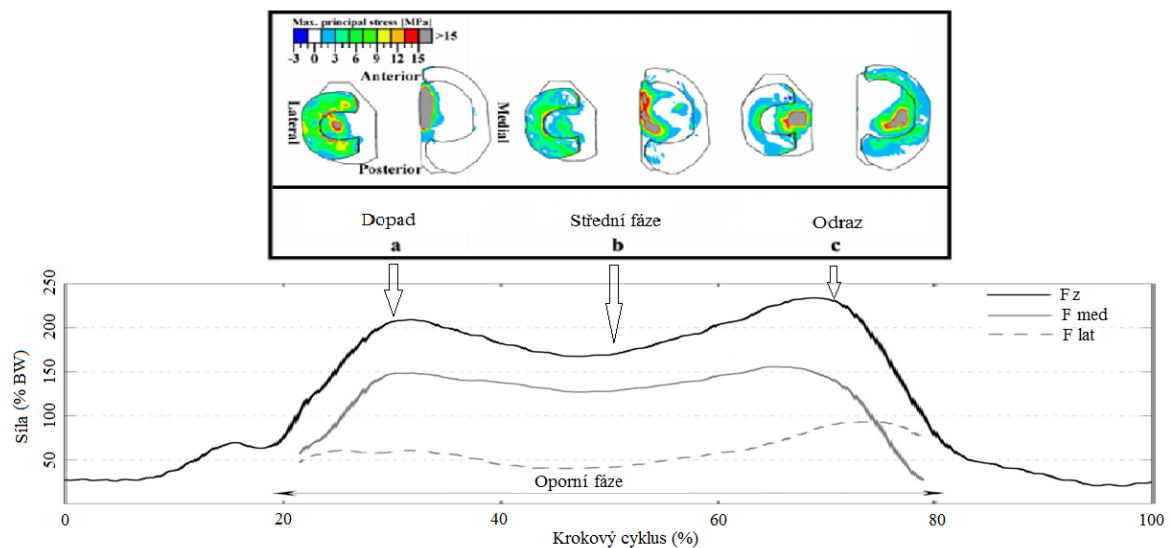 Max. principal stress [MPa]
>15
-3 0 3 6 9 12 15
Anterior
Lateral
Medial
Posterior
Dopad
Střední fáze
Odraz
a
b
c
250
200
150
100
50
Síla (% BW)
F z
F med
F lat
Oporní fáze
0 20 40 60 80 100
Krokový cyklus (%)